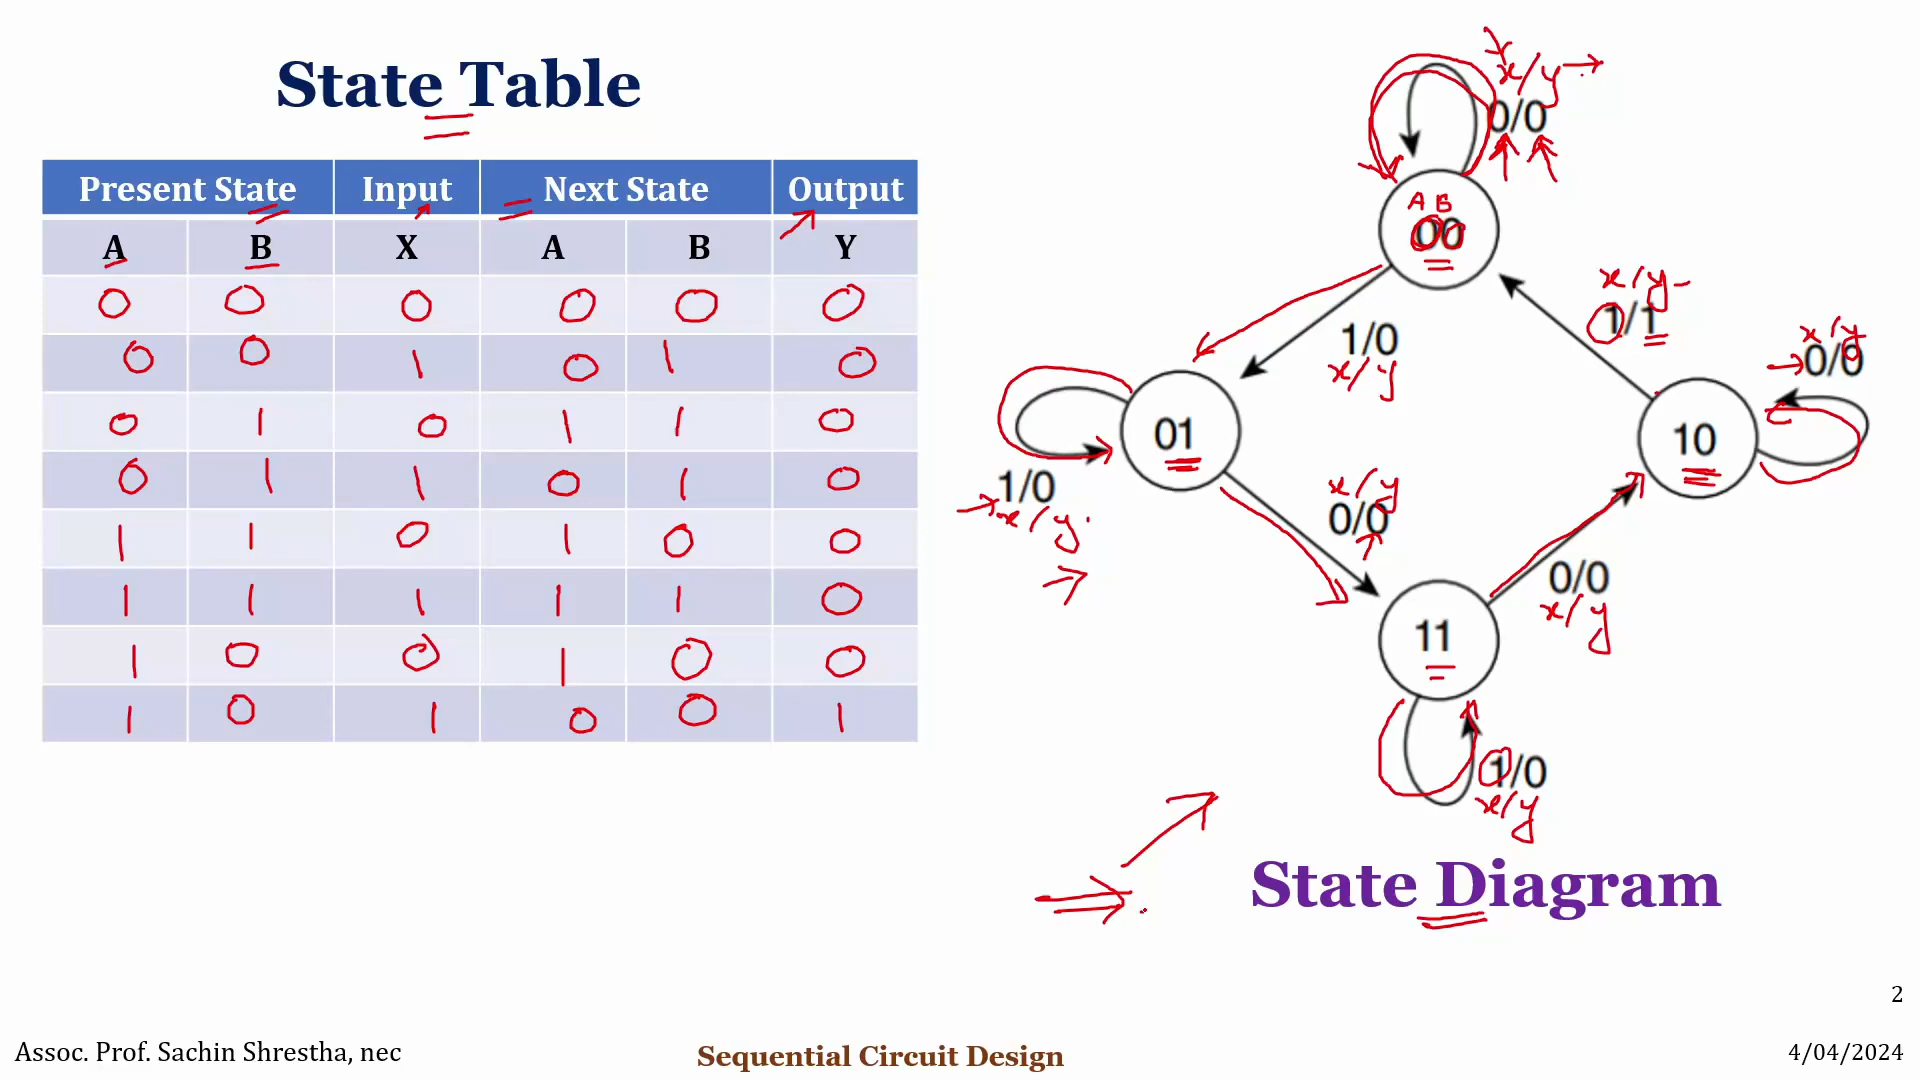 State Table
Present State Input Next State Output
A B X A B Y
0 0 0 0 0 0
0 0 1 0 1 0
0 1 0 1 1 0
0 1 1 0 1 0
1 1 0 1 0 0
1 1 1 1 1 0
1 0 0 1 0 0
1 0 1 0 0 1
x/y
0/0
A B
00
x/y
1/1
1/0
x/y
x/y
0/0
01
10
1/0
x/y
x/y
0/0
0/0
x/y
11
1/0
x/y
State Diagram
2
Assoc. Prof. Sachin Shrestha, nec
Sequential Circuit Design
4/04/2024